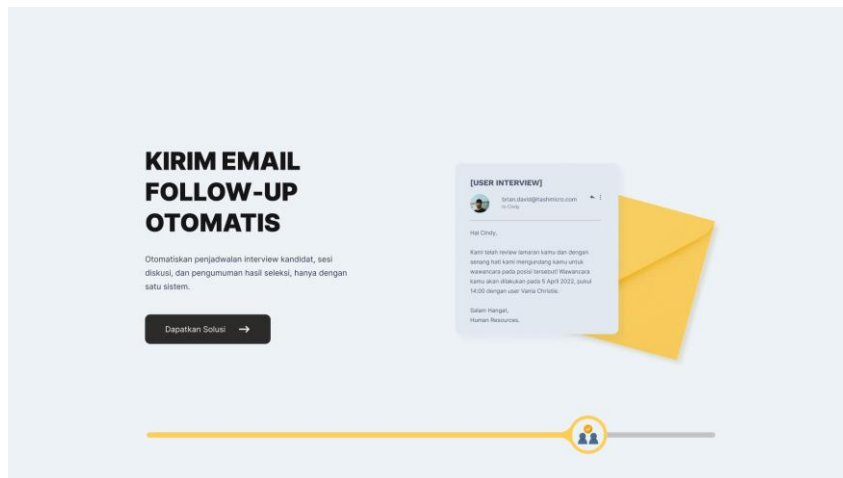 KIRIM EMAIL
FOLLOW-UP
OTOMATIS
Otomatiskan penjadwalan interview kandidat, sesi
diskusi, dan pengumuman hasil seleksi, hanya dengan
satu sistem.
Dapatkan Solusi
[USER INTERVIEW]
brian.david@hashmicro.com
to Cindy
Hai Cindy,
Kami telah review lamaran kamu dan dengan
senang hati kami mengundang kamu untuk
wawancara pada posisi tersebut! Wawancara
kamu akan dilakukan pada 5 April 2022, pukul
14:00 dengan user Vania Christie.
Salam Hangat,
Human Resources.